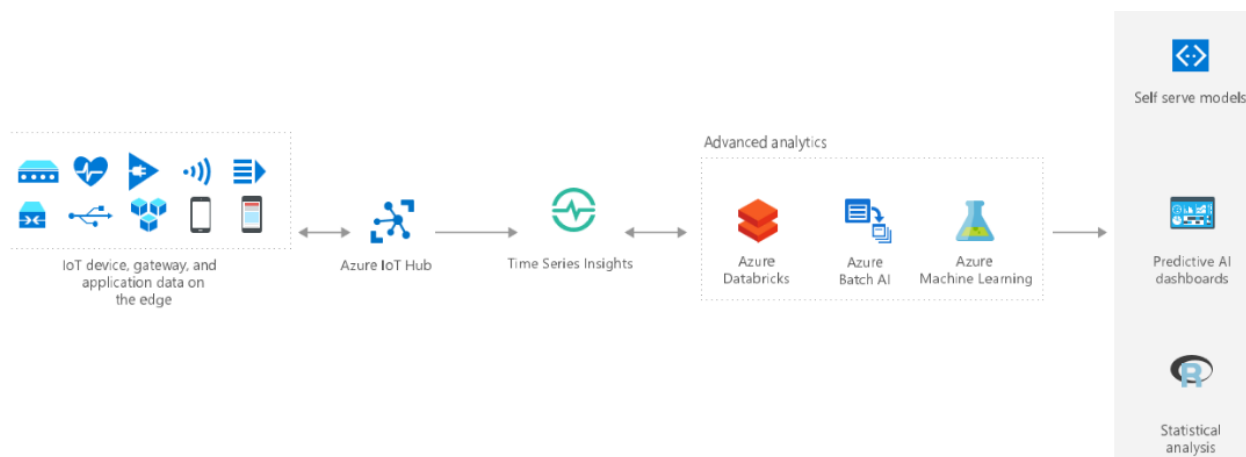 IoT device, gateway, and
application data on
the edge
Azure IoT Hub
Time Series Insights
Advanced analytics
Azure
Databricks
Azure
Batch AI
Azure
Machine Learning
Self serve models
Predictive AI
dashboards
R
Statistical
analysis